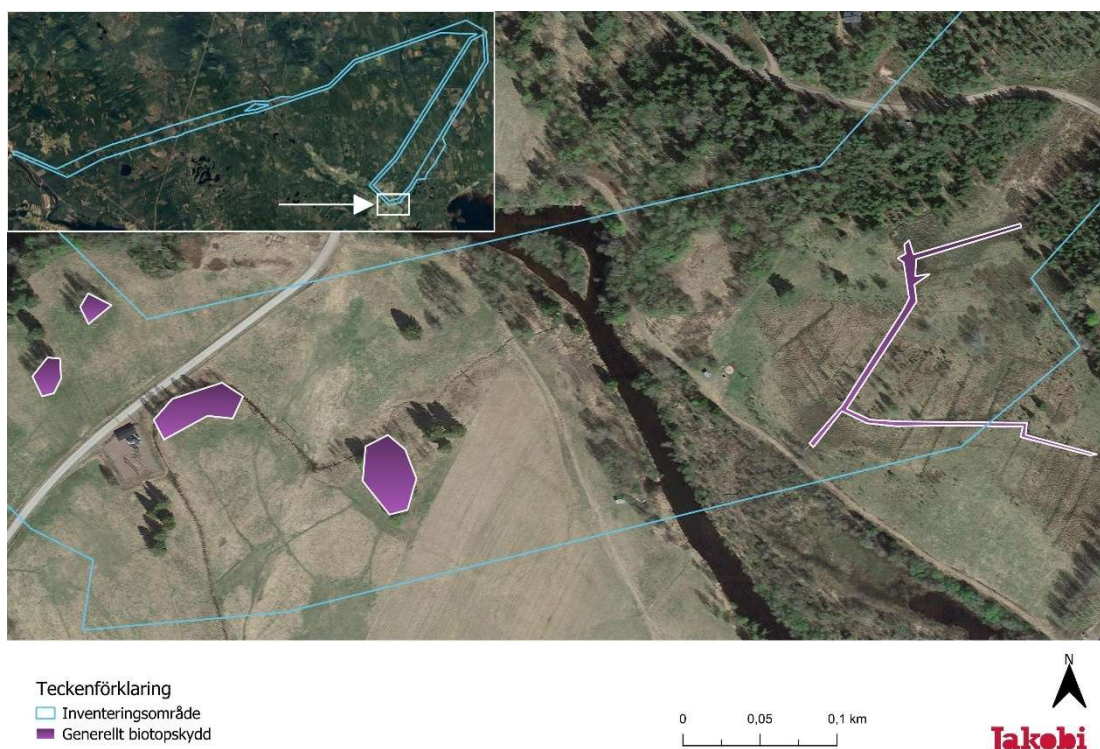 Teckenförklaring
Inventeringsområde
Generellt biotopskydd
0 0,05 0,1 km
N
Jakobi